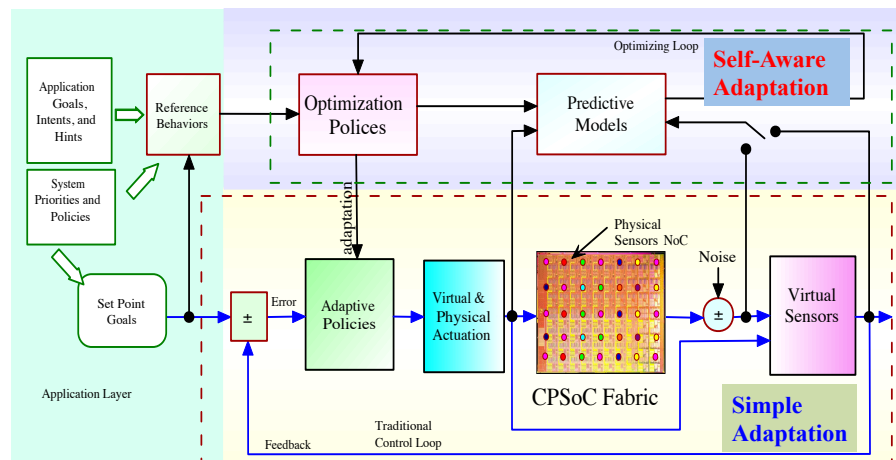 Optimizing Loop
Self-Aware
Adaptation
Application
Goals,
Intents, and
Hints
Reference
Behaviors
Optimization
Polices
Predictive
Models
System
Priorities and
Policies
adaptation
Physical
Sensors NoC
Noise
Set Point
Goals
±
Error
Adaptive
Policies
Virtual &
Physical
Actuation
±
Virtual
Sensors
CPSoC Fabric
Application Layer
Traditional
Control Loop
Feedback
Simple
Adaptation